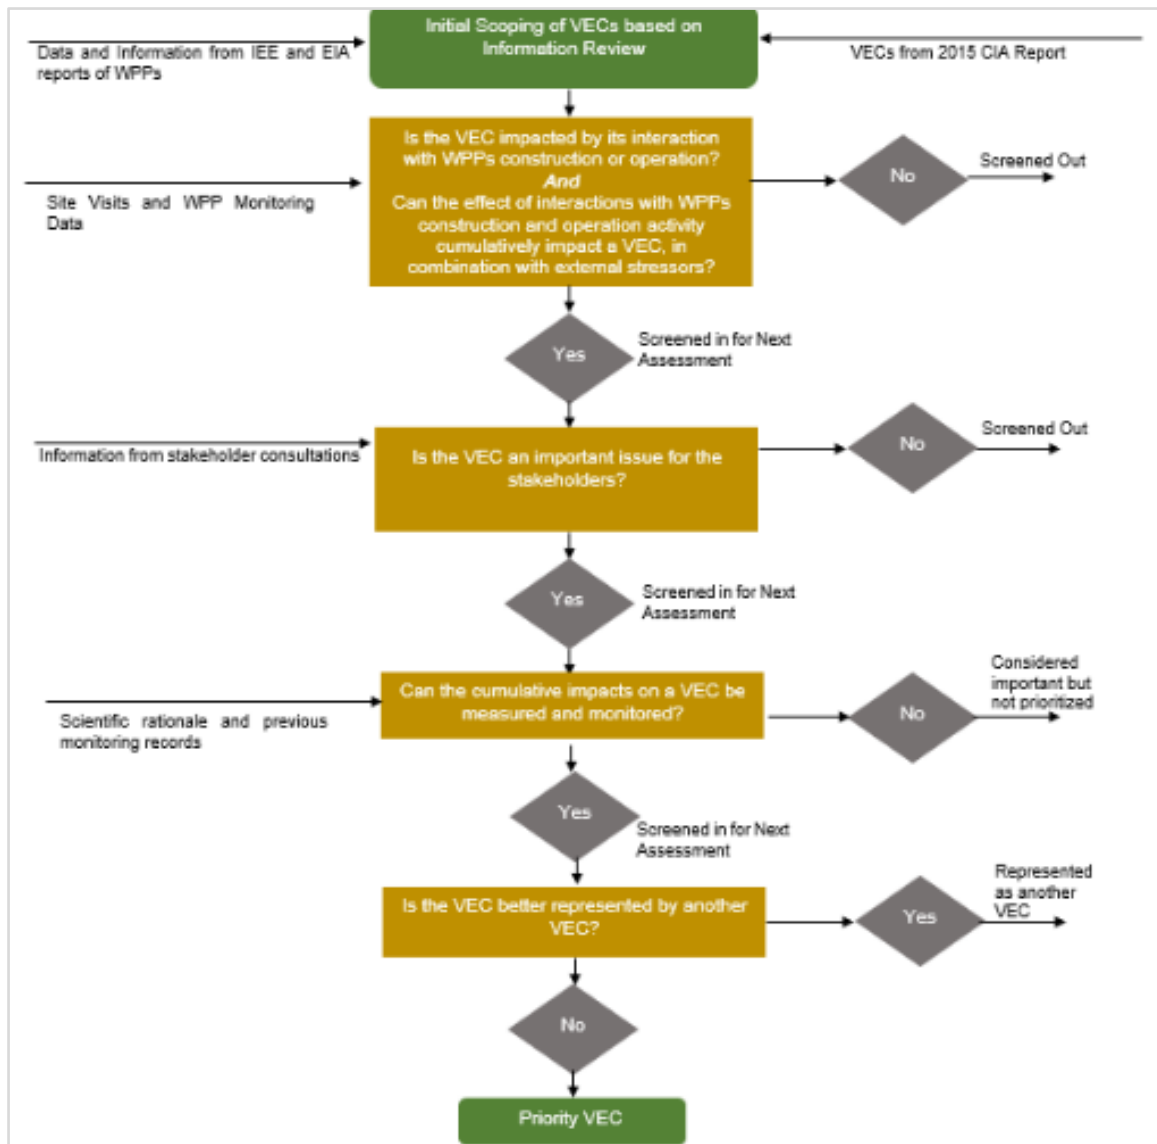 Initial Scoping of VECs based on
Information Review
Data and Information from IEE and EIA
reports of WPPs
VECs from 2015 CIA Report
Is the VEC impacted by its interaction
with WPPs construction or operation?
And
Can the effect of interactions with WPPs
construction and operation activity
cumulatively impact a VEC, in
combination with external stressors?
No
Screened Out
Site Visits and WPP Monitoring
Data
Yes
Screened in for Next
Assessment
Information from stakeholder consultations
Is the VEC an important issue for the
stakeholders?
No
Screened Out
Yes
Screened in for Next
Assessment
Scientific rationale and previous
monitoring records
Can the cumulative impacts on a VEC be
measured and monitored?
No
Considered
important but
not prioritized
Yes
Screened in for Next
Assessment
Is the VEC better represented by another
VEC?
Yes
Represented
as another
VEC
No
Priority VEC